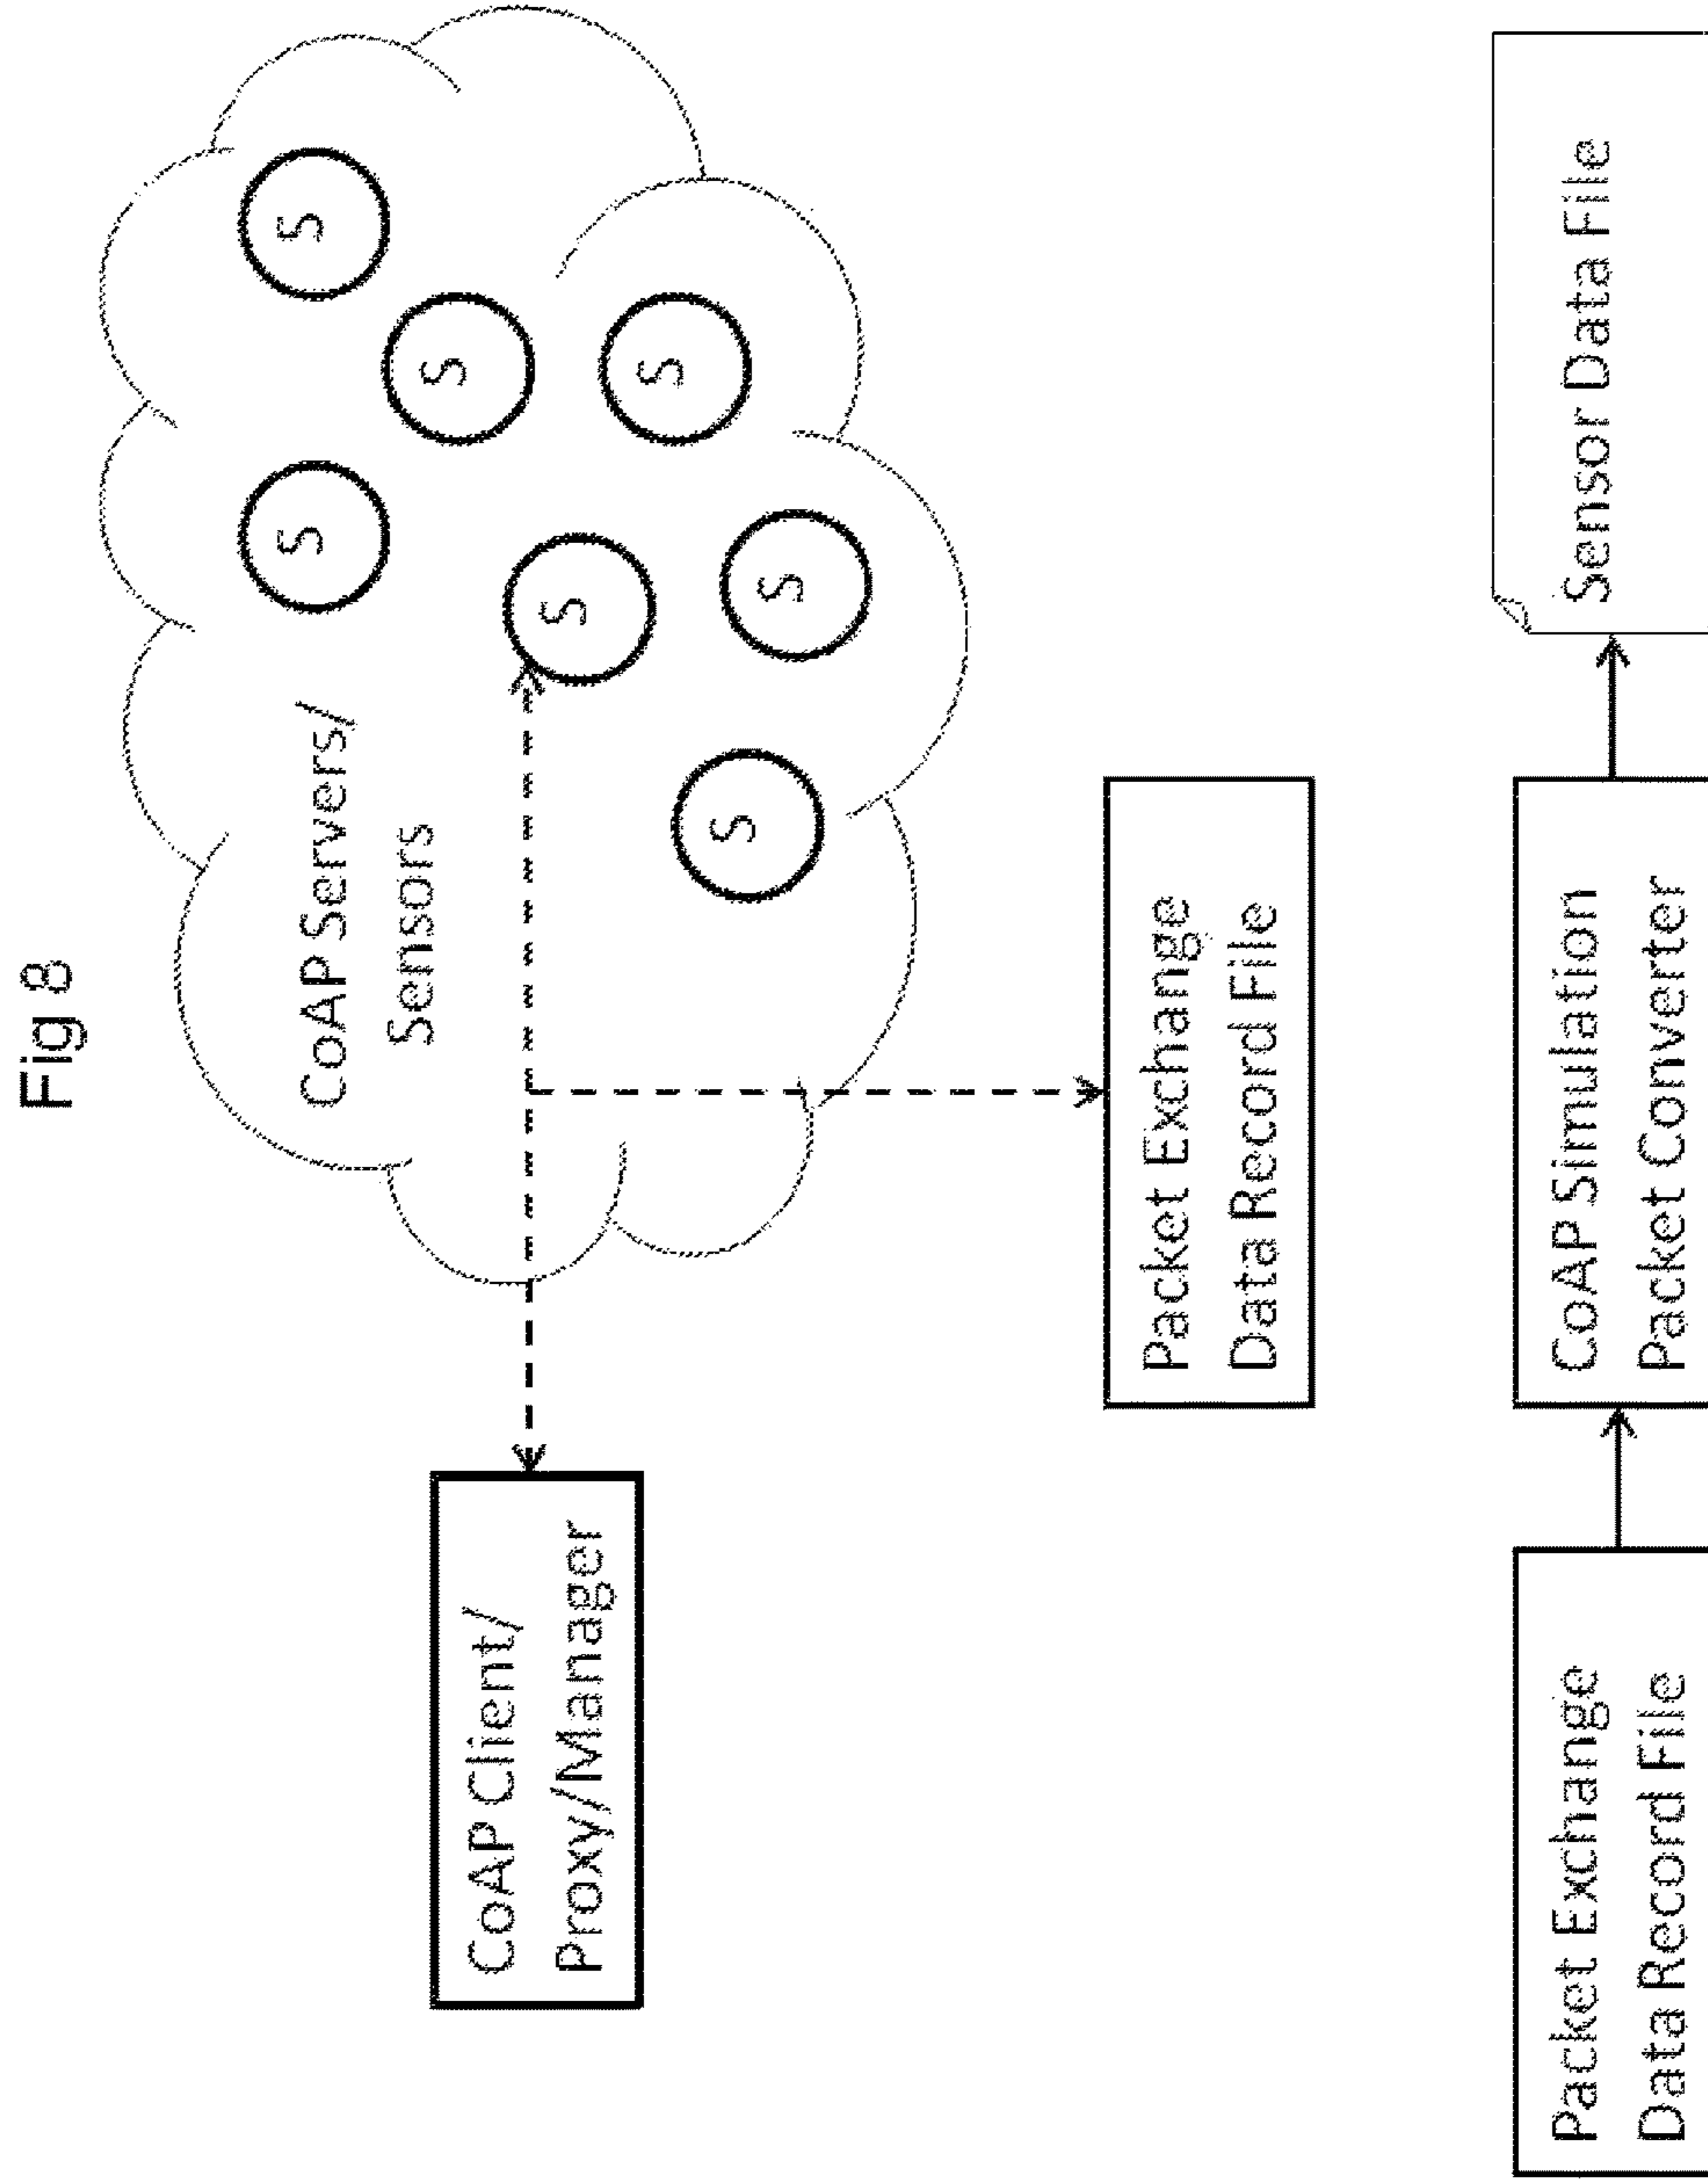 Fig 8
CoAP Servers/
Sensors
S
S
S
S
S
S
S
CoAP Client/
Proxy/Manager
Packet Exchange
Data Record File
Packet Exchange
Data Record File
CoAP Simulation
Packet Converter
Sensor Data File